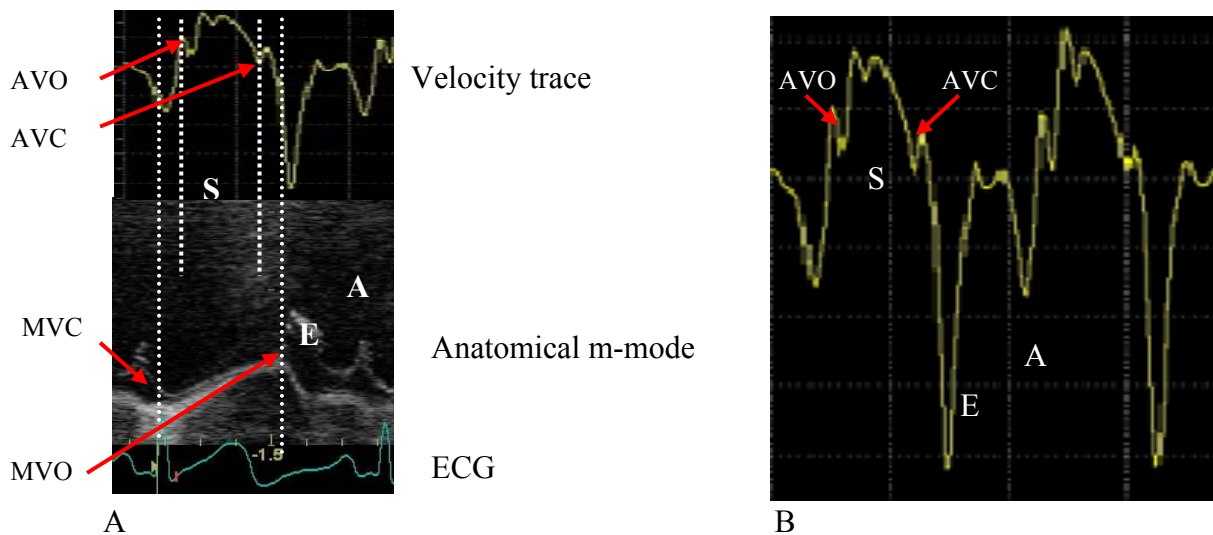 AVO
AVC
Velocity trace
S
A
E
MVC
Anatomical m-mode
-1.5
MVO
ECG
A
AVO
AVC
S
A
E
B